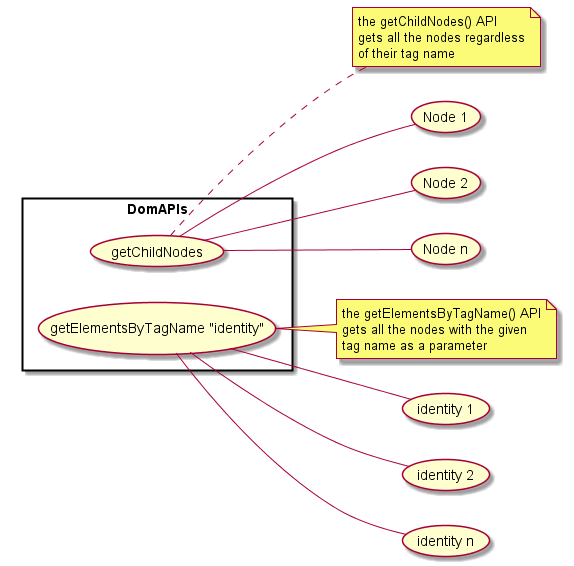 the getChildNodes() API
gets all the nodes regardless
of their tag name
Node 1
Node 2
DomAPIs
getChildNodes
Node n
the getElementsByTagName() API
gets all the nodes with the given
tag name as a parameter
getElementsByTagName "identity"
identity 1
identity 2
identity n